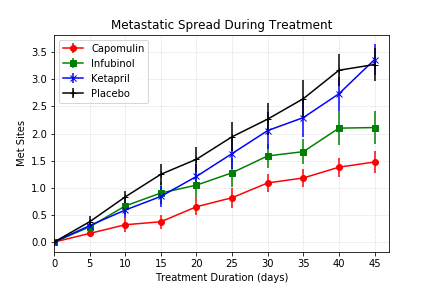 Metastatic Spread During Treatment
Capomulin
Infubinol
Ketapril
Placebo
Met Sites
3.5
3.0
2.5
2.0
1.5
1.0
0.5
0.0
0 5 10 15 20 25 30 35 40 45
Treatment Duration (days)